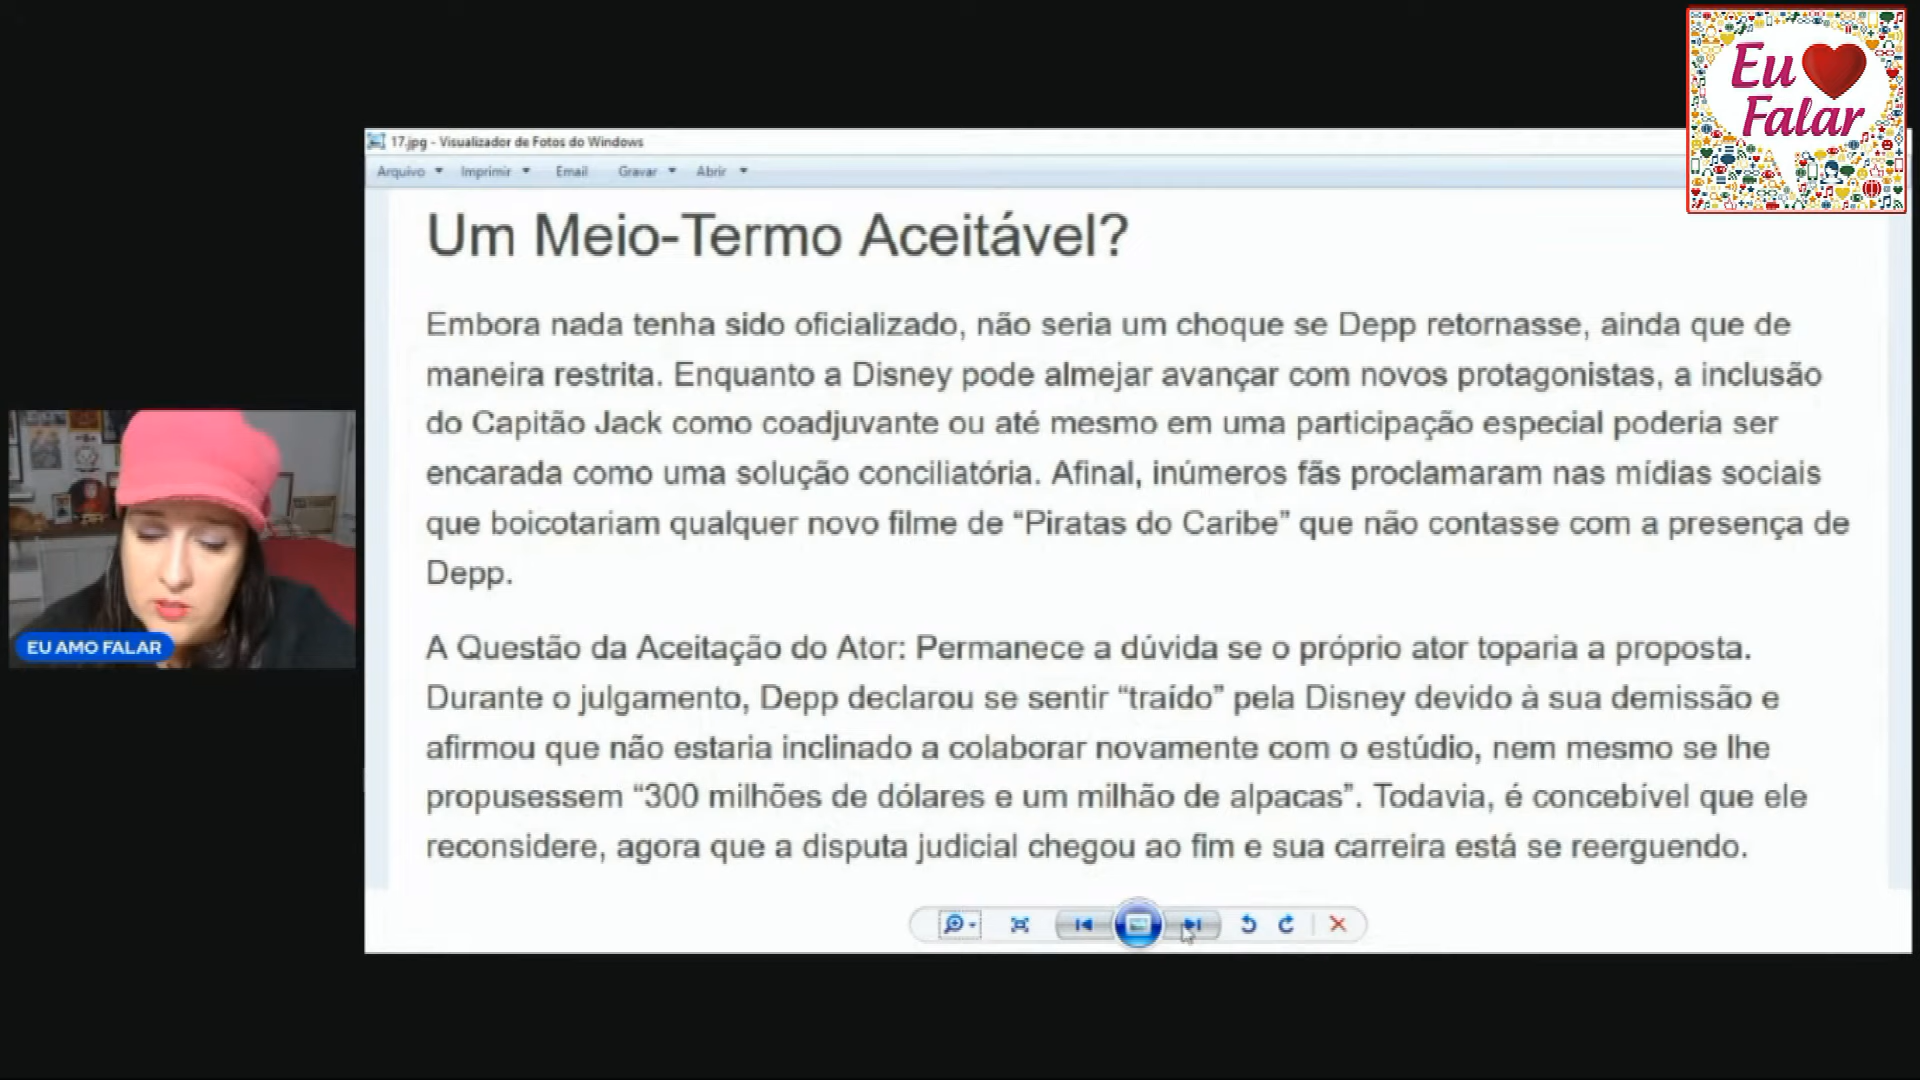 Eu
Falar
17.jpg - Visualizador de Fotos do Windows
Arquivo Imprimir Email Gravar Abrir
Um Meio-Termo Aceitável?
Embora nada tenha sido oficializado, não seria um choque se Depp retornasse, ainda que de
maneira restrita. Enquanto a Disney pode almejar avançar com novos protagonistas, a inclusão
do Capitão Jack como coadjuvante ou até mesmo em uma participação especial poderia ser
encarada como uma solução conciliatória. Afinal, inúmeros fãs proclamaram nas mídias sociais
que boicotariam qualquer novo filme de “Piratas do Caribe” que não contasse com a presença de
Depp.
A Questão da Aceitação do Ator: Permanece a dúvida se o próprio ator toparia a proposta.
Durante o julgamento, Depp declarou se sentir “traído” pela Disney devido à sua demissão e
afirmou que não estaria inclinado a colaborar novamente com o estúdio, nem mesmo se lhe
propusessem “300 milhões de dólares e um milhão de alpacas”. Todavia, é concebível que ele
reconsidere, agora que a disputa judicial chegou ao fim e sua carreira está se reerguendo.
EU AMO FALAR